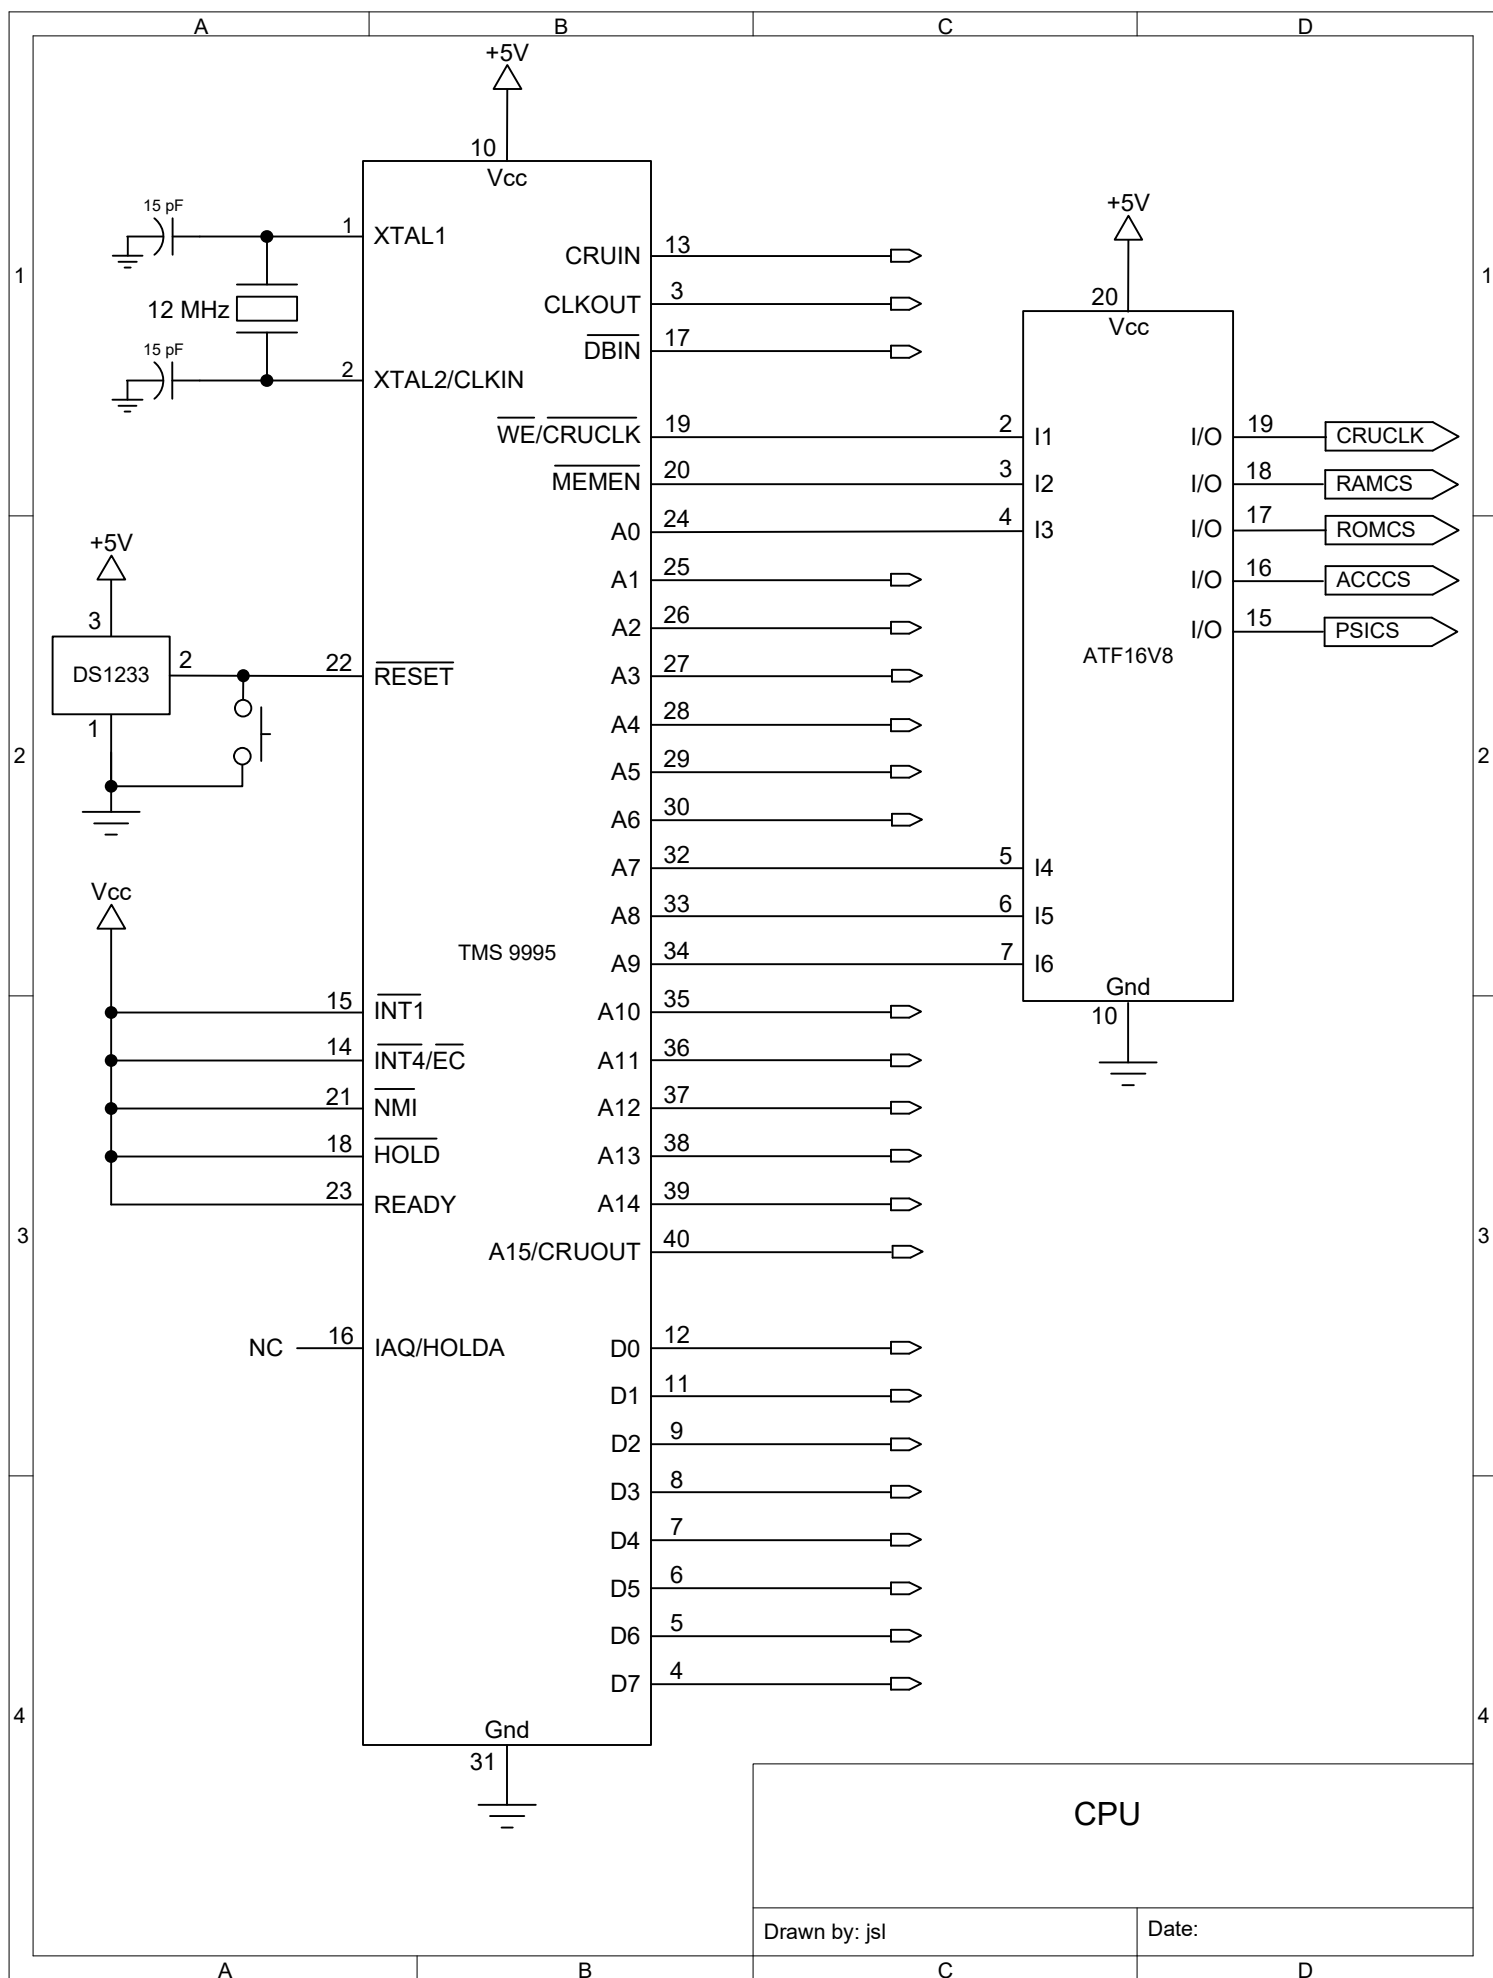 A B C D
+5V
10
Vcc
15 pF
1 XTAL1
+5V
CRUIN 13
1 1
12 MHz
CLKOUT 3
20
Vcc
DBIN 17
15 pF
2 XTAL2/CLKIN
WE/CRUCLK 19 2 I1 I/O 19 CRUCLK
MEMEN 20 3 I2 I/O 18 RAMCS
A0 24 4 I3 I/O 17 ROMCS
+5V
A1 25 I/O 16 ACCCS
3
A2 26 I/O 15 PSICS
ATF16V8
DS1233 2 22 RESET A3 27
1
A4 28
2 2
A5 29
A6 30
A7 32 5 I4
Vcc
A8 33 6 I5
TMS 9995
A9 34 7 I6
Gnd
10
15 INT1 A10 35
14 INT4/EC A11 36
21 NMI A12 37
18 HOLD A13 38
23 READY A14 39
3 3
A15/CRUOUT 40
NC 16 IAQ/HOLDA D0 12
D1 11
D2 9
D3 8
D4 7
D5 6
D6 5
D7 4
4 4
Gnd
31
CPU
Drawn by: jsl Date:
A B C D